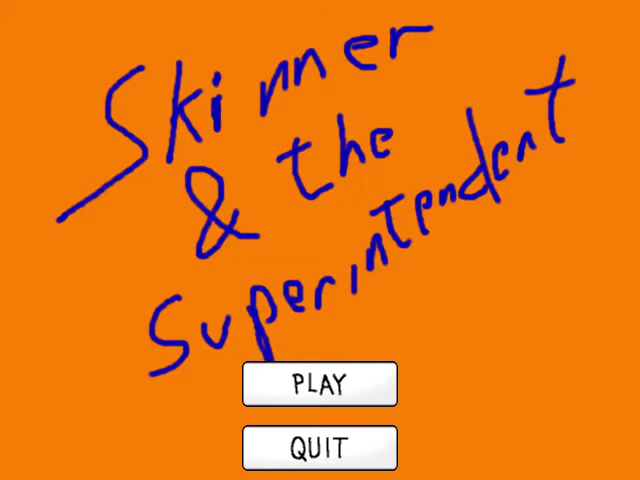 Skinner
& the
Superintendent
PLAY
QUIT